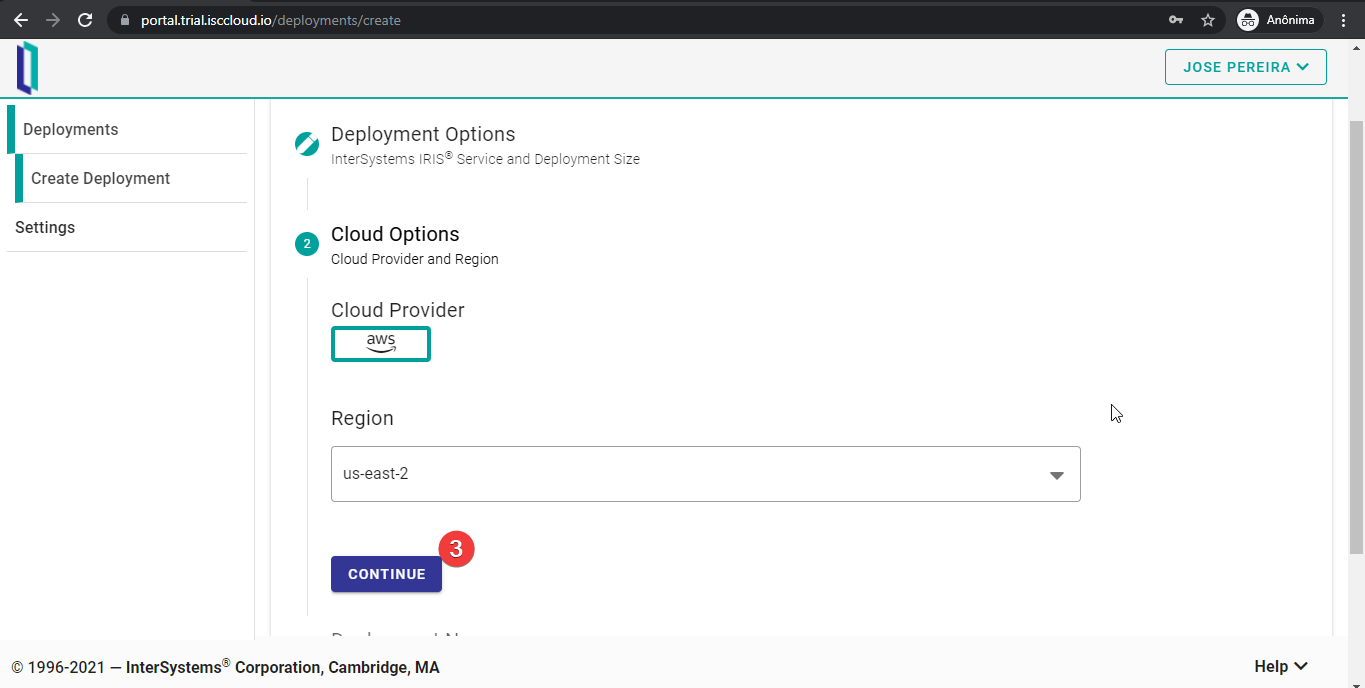 portal.trial.isccloud.io/deployments/create
Anônima
JOSE PEREIRA
Deployments
Create Deployment
Settings
Deployment Options
InterSystems IRIS® Service and Deployment Size
2
Cloud Options
Cloud Provider and Region
Cloud Provider
aws
Region
us-east-2
3
CONTINUE
© 1996-2021 — InterSystems® Corporation, Cambridge, MA
Help